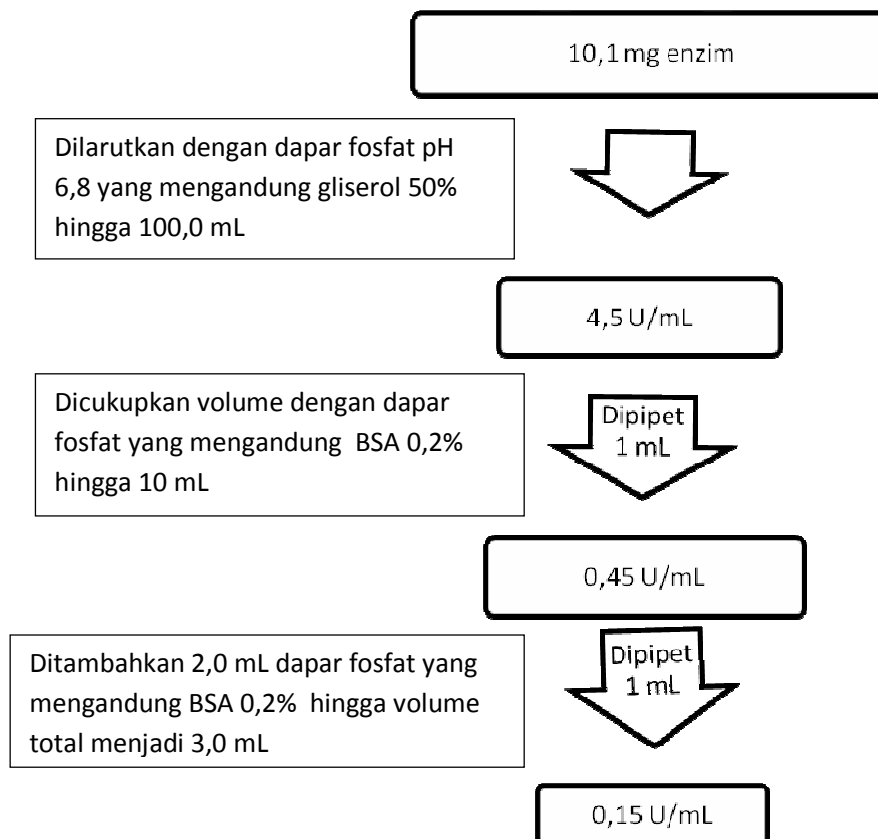 10,1 mg enzim
Dilarutkan dengan dapar fosfat pH
6,8 yang mengandung gliserol 50%
hingga 100,0 mL
4,5 U/mL
Dicukupkan volume dengan dapar
fosfat yang mengandung  BSA 0,2%
hingga 10 mL
Dipipet
1 mL
0,45 U/mL
Ditambahkan 2,0 mL dapar fosfat yang
mengandung BSA 0,2%  hingga volume
total menjadi 3,0 mL
Dipipet
1 mL
0,15 U/mL